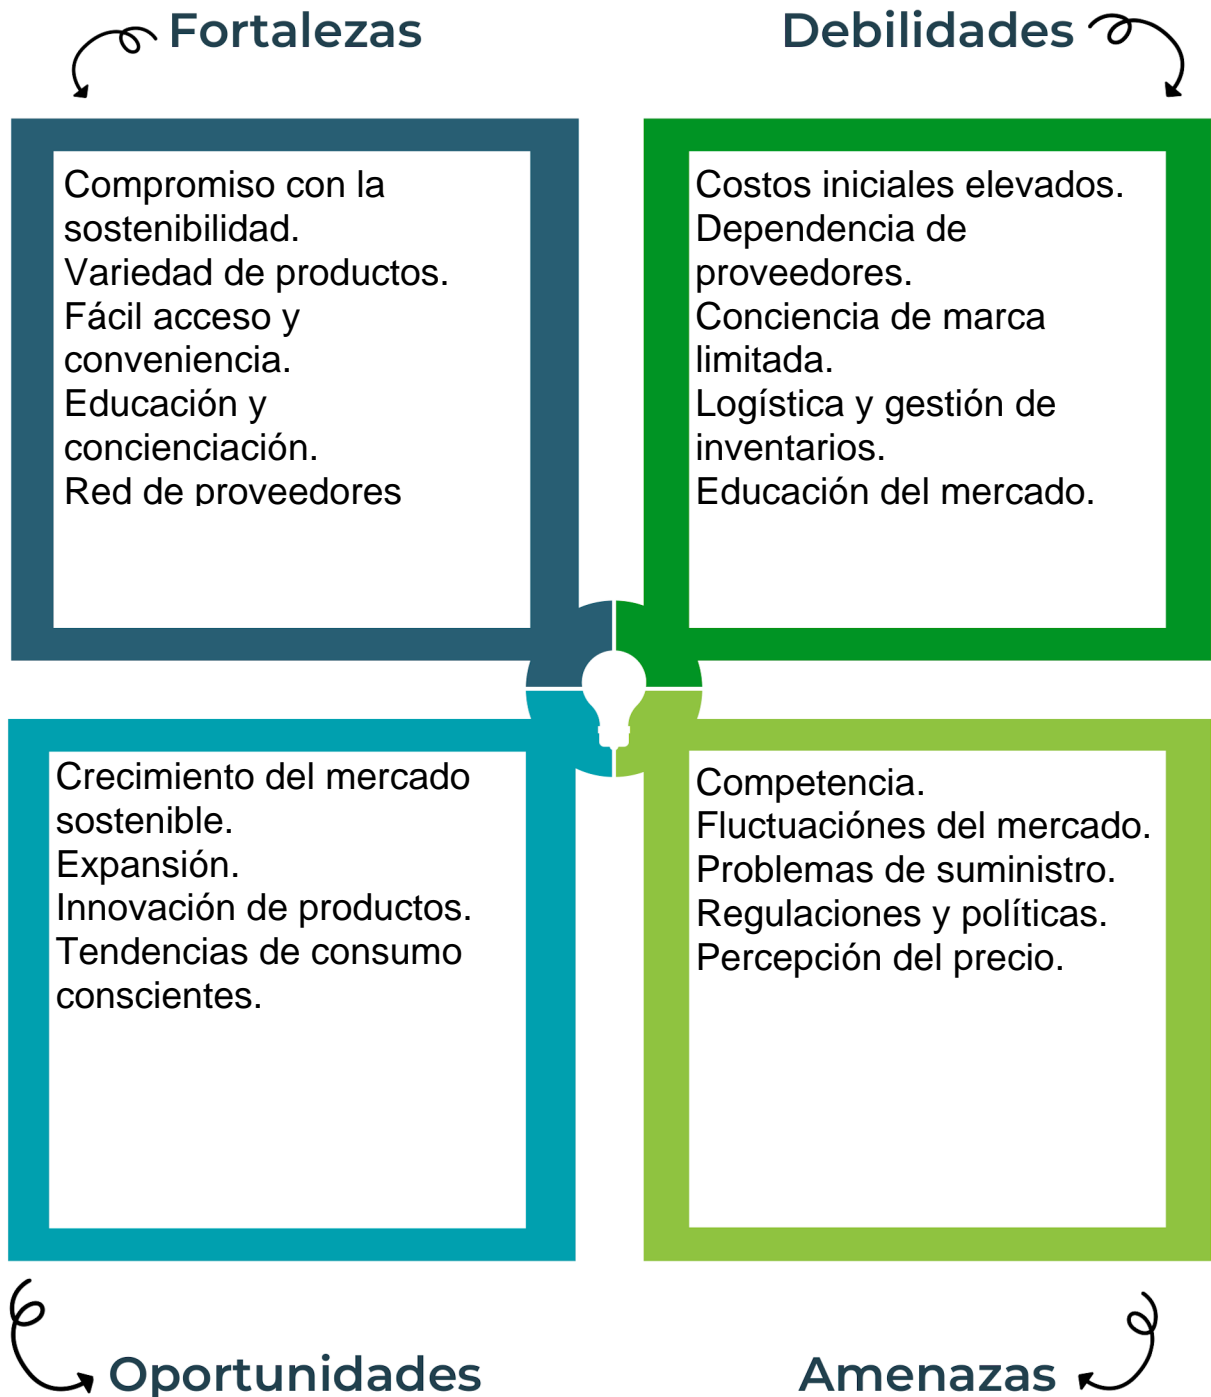 Fortalezas
Debilidades
Compromiso con la
sostenibilidad.
Variedad de productos.
Fácil acceso y
conveniencia.
Educación y
concienciación.
Red de proveedores
Costos iniciales elevados.
Dependencia de
proveedores.
Conciencia de marca
limitada.
Logística y gestión de
inventarios.
Educación del mercado.
Crecimiento del mercado
sostenible.
Expansión.
Innovación de productos.
Tendencias de consumo
conscientes.
Competencia.
Fluctuaciónes del mercado.
Problemas de suministro.
Regulaciones y políticas.
Percepción del precio.
Oportunidades
Amenazas